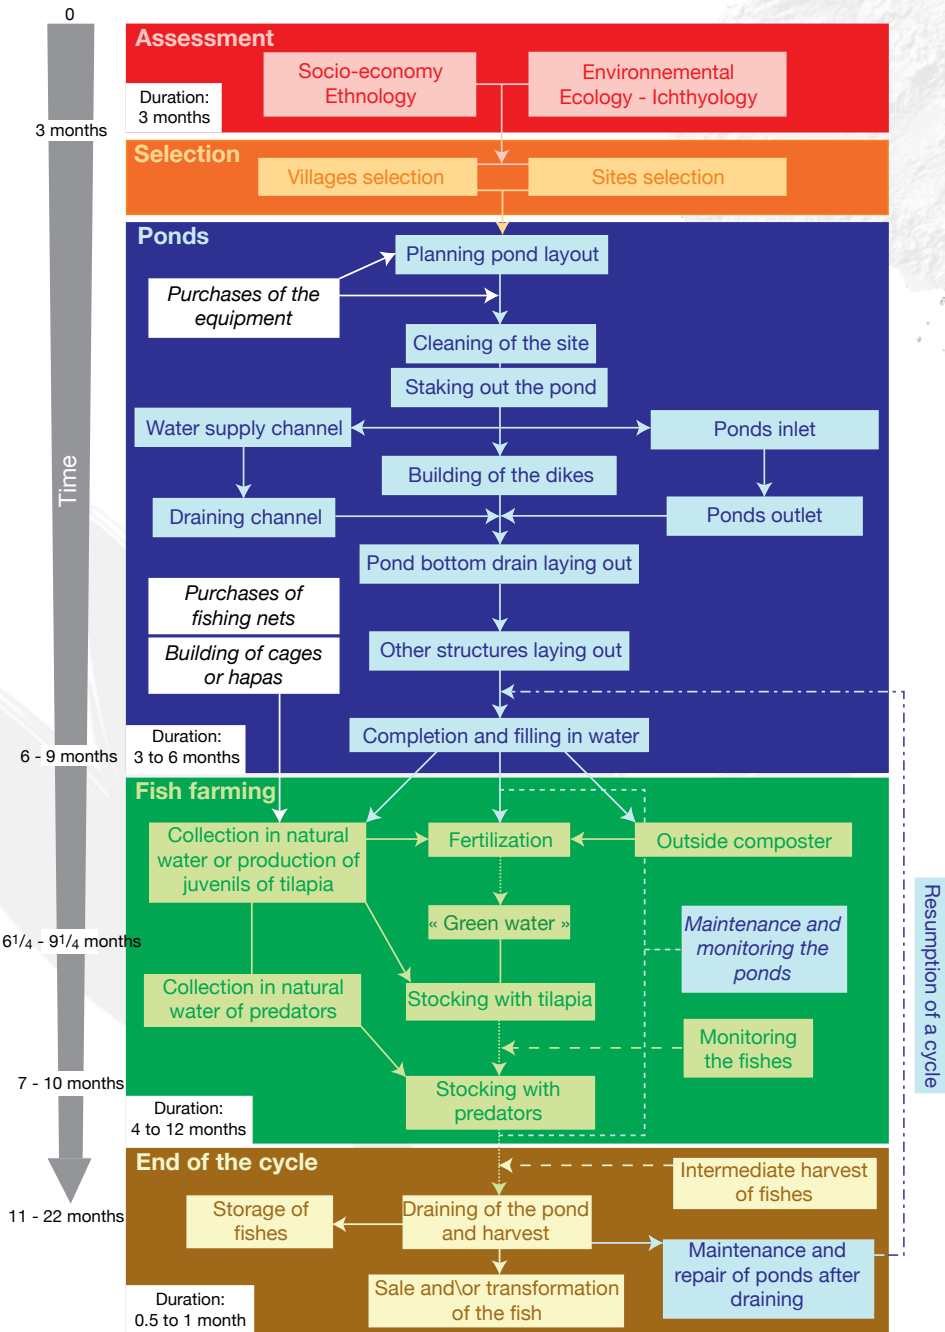 0
Assessment
Socio-economy
Ethnology
Environnemental
Ecology - Ichthyology
Duration:
3 months
3 months
Selection
Villages selection
Sites selection
Ponds
Planning pond layout
Purchases of the
equipment
Cleaning of the site
Staking out the pond
Water supply channel
Ponds inlet
Time
Building of the dikes
Draining channel
Ponds outlet
Pond bottom drain laying out
Purchases of
fishing nets
Other structures laying out
Building of cages
or hapas
Completion and filling in water
Duration:
3 to 6 months
6 - 9 months
Fish farming
Collection in natural
water or production of
juvenils of tilapia
Fertilization
Outside composter
« Green water »
Maintenance and
monitoring the
ponds
Resumption of a cycle
6 1/4 - 9 1/4 months
Collection in natural
water of predators
Stocking with tilapia
Monitoring
the fishes
7 - 10 months
Stocking with
predators
Duration:
4 to 12 months
End of the cycle
Intermediate harvest
of fishes
11 - 22 months
Storage of
fishes
Draining of the pond
and harvest
Maintenance and
repair of ponds after
draining
Sale and\or transformation
of the fish
Duration:
0.5 to 1 month